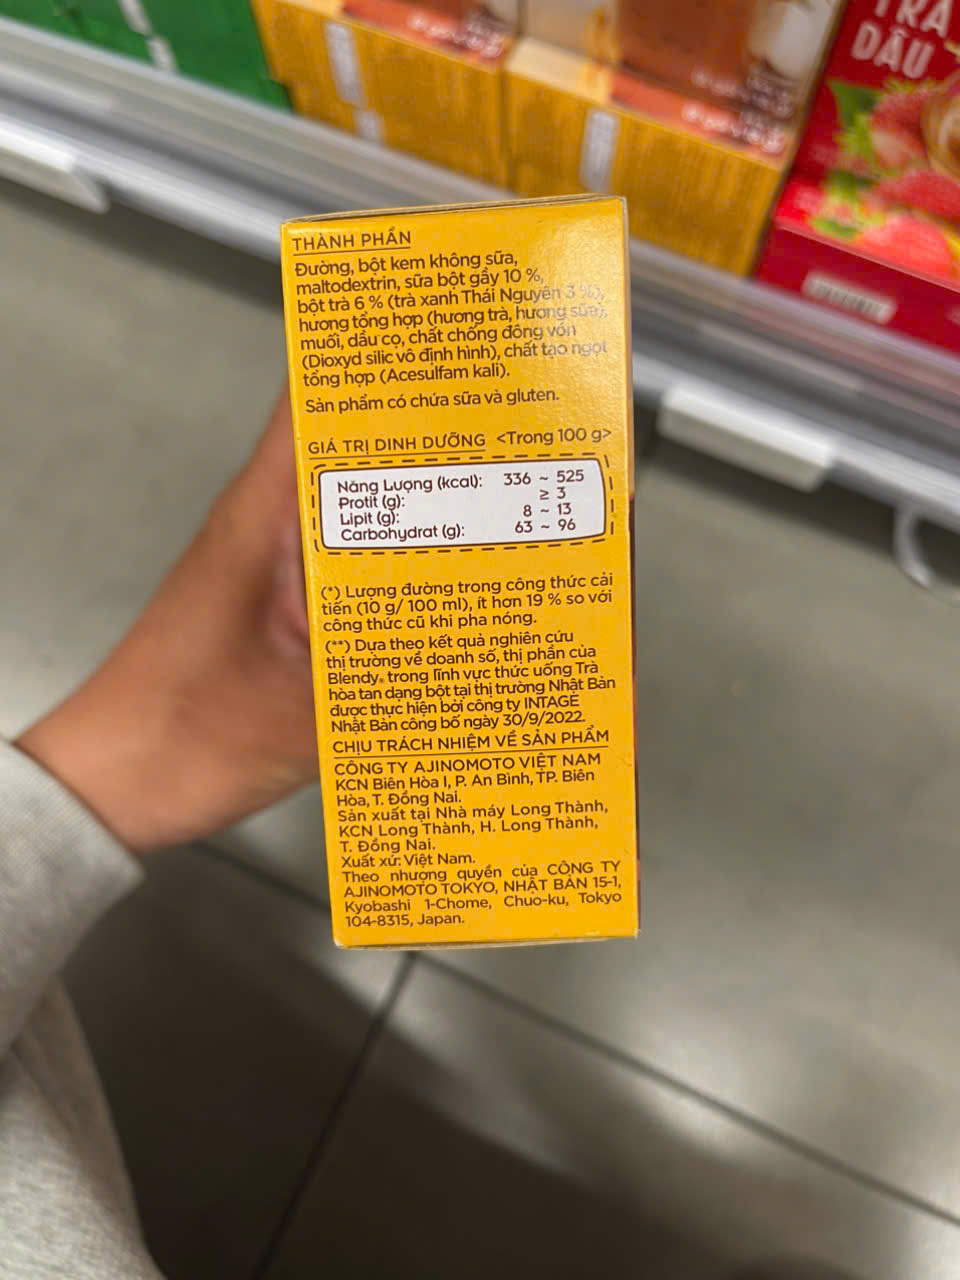 TRÀ
DÂU
THÀNH PHẦN
Đường, bột kem không sữa,
maltodextrin, sữa bột gầy 10 %,
bột trà 6 % (trà xanh Thái Nguyên 3 %),
hương tổng hợp (hương trà, hương sữa),
muối, dầu cọ, chất chống đông vón
(Dioxyd silic vô định hình), chất tạo ngọt
tổng hợp (Acesulfam kali).
Sản phẩm có chứa sữa và gluten.
GIÁ TRỊ DINH DƯỠNG <Trong 100 g>
Năng Lượng (kcal): 336 ~ 525
Protit (g): ≥ 3
Lipit (g): 8 ~ 13
Carbohydrat (g): 63 ~ 96
(*) Lượng đường trong công thức cải
tiến (10 g/ 100 ml), ít hơn 19 % so với
công thức cũ khi pha nóng.
(**) Dựa theo kết quả nghiên cứu
thị trường về doanh số, thị phần của
Blendy® trong lĩnh vực thức uống Trà
hòa tan dạng bột tại thị trường Nhật Bản
được thực hiện bởi công ty INTAGE
Nhật Bản công bố ngày 30/9/2022.
CHỊU TRÁCH NHIỆM VỀ SẢN PHẨM
CÔNG TY AJINOMOTO VIỆT NAM
KCN Biên Hòa I, P. An Bình, TP. Biên
Hòa, T. Đồng Nai.
Sản xuất tại Nhà máy Long Thành,
KCN Long Thành, H. Long Thành,
T. Đồng Nai.
Xuất xứ: Việt Nam.
Theo nhượng quyền của CÔNG TY
AJINOMOTO TOKYO, NHẬT BẢN 15-1,
Kyobashi 1-Chome, Chuo-ku, Tokyo
104-8315, Japan.